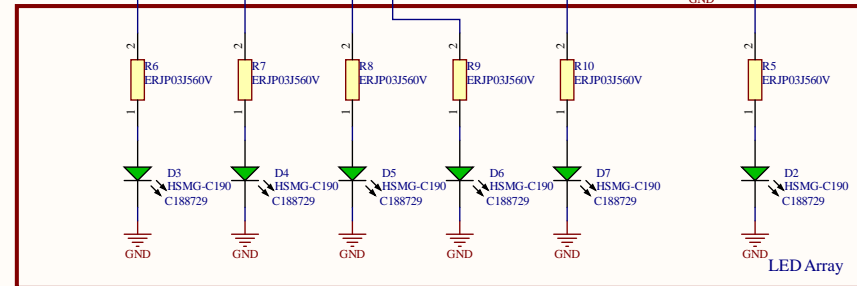 GND
2
R6
ERJP03J560V
1
2
R7
ERJP03J560V
1
2
R8
ERJP03J560V
1
2
R9
ERJP03J560V
1
2
R10
ERJP03J560V
1
2
R5
ERJP03J560V
1
D3
HSMG-C190
C188729
D4
HSMG-C190
C188729
D5
HSMG-C190
C188729
D6
HSMG-C190
C188729
D7
HSMG-C190
C188729
D2
HSMG-C190
C188729
GND
GND
GND
GND
GND
GND
LED Array